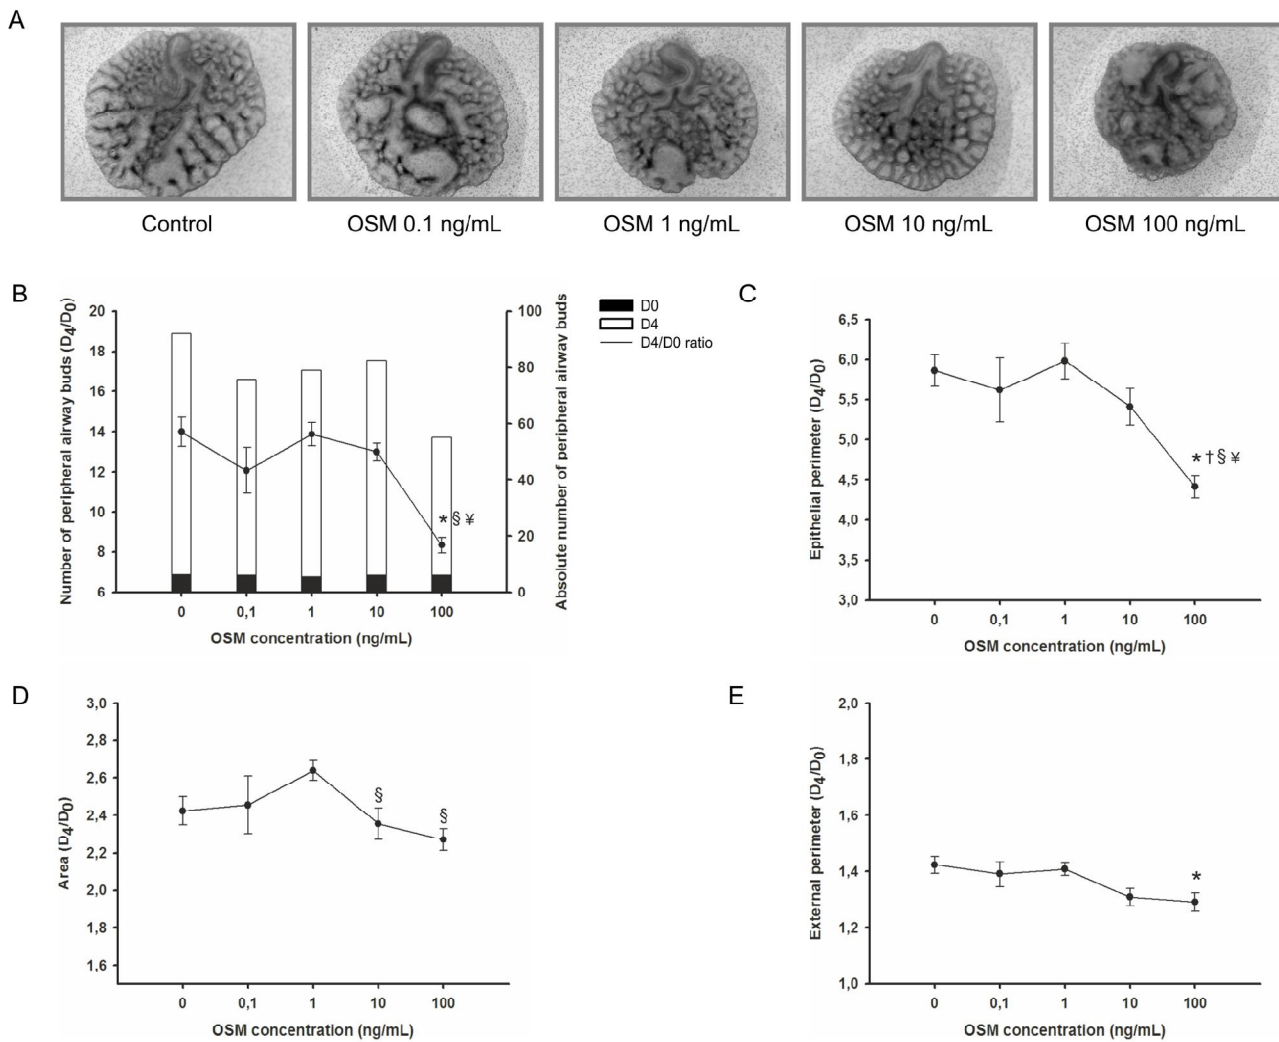 A
Control
OSM 0.1 ng/mL
OSM 1 ng/mL
OSM 10 ng/mL
OSM 100 ng/mL
B
Number of peripheral airway buds (D4/D0)
20
18
16
14
12
10
8
6
100
80
60
40
20
0
Absolute number of peripheral airway buds
D0
D4
D4/D0 ratio
* § ¥
0
0,1
1
10
100
OSM concentration (ng/mL)
C
Epithelial perimeter (D4/D0)
6,5
6,0
5,5
5,0
4,5
4,0
3,5
3,0
* † § ¥
0
0,1
1
10
100
OSM concentration (ng/mL)
D
Area (D4/D0)
3,0
2,8
2,6
2,4
2,2
2,0
1,8
1,6
§
§
0
0,1
1
10
100
OSM concentration (ng/mL)
E
External perimeter (D4/D0)
2,0
1,8
1,6
1,4
1,2
1,0
*
0
0,1
1
10
100
OSM concentration (ng/mL)